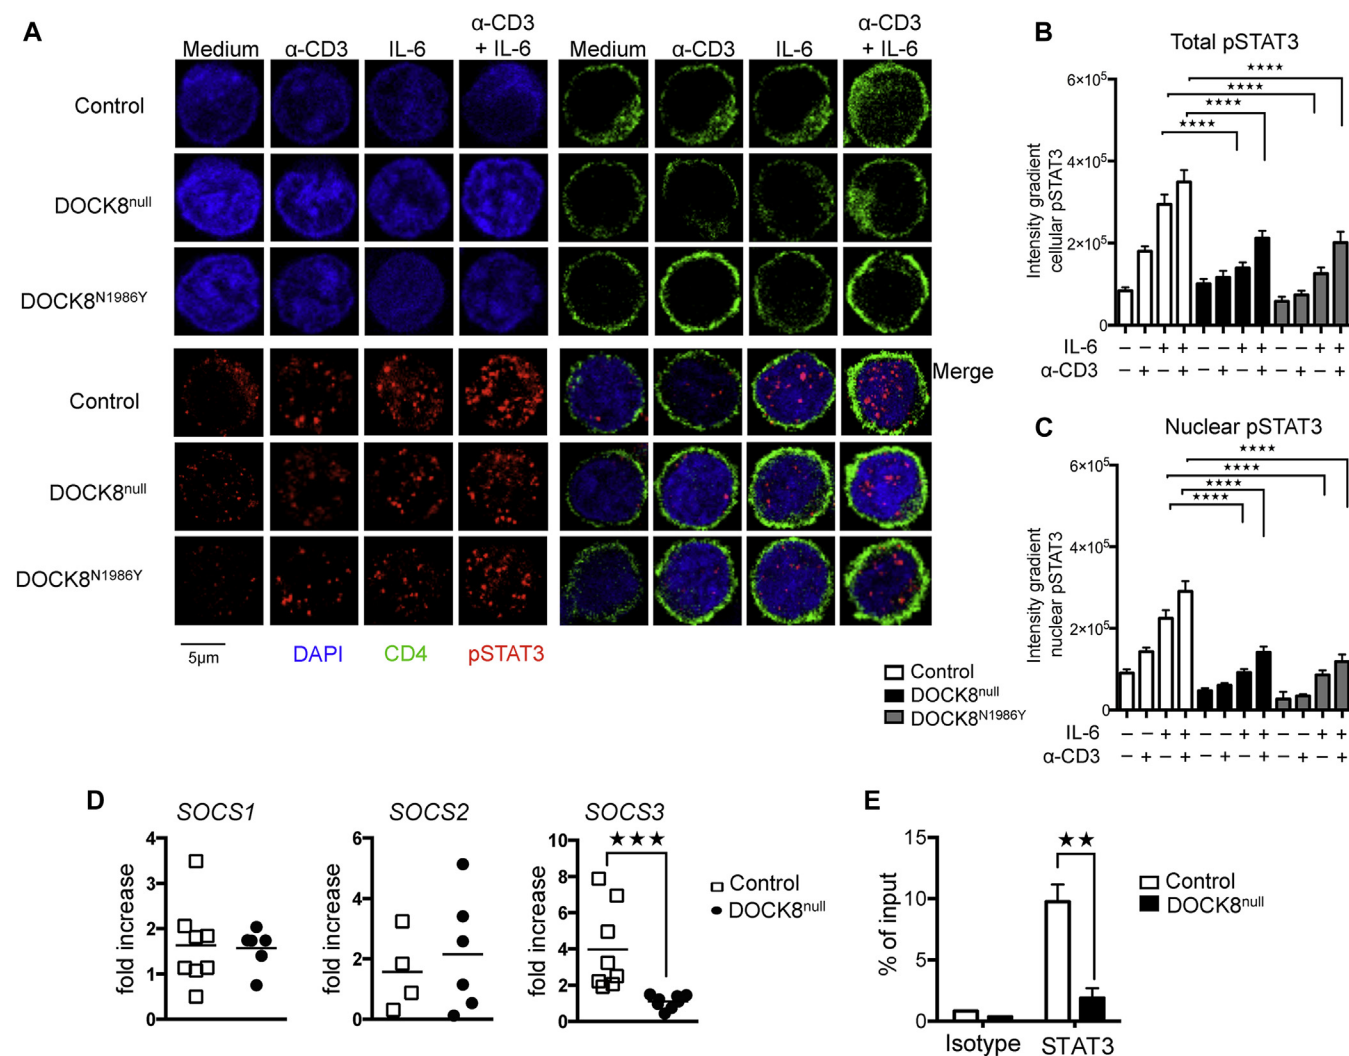 A
Medium α-CD3 IL-6 α-CD3 + IL-6 Medium α-CD3 IL-6 α-CD3 + IL-6
Control
DOCK8null
DOCK8N1986Y
Control
Merge
DOCK8null
DOCK8N1986Y
5µm
DAPI CD4 pSTAT3
B
Total pSTAT3
★★★★
★★★★
★★★★
★★★★
Intensity gradient
cellular pSTAT3
6×10⁵
4×10⁵
2×10⁵
0
IL-6 − − + + − − + + − − + +
α-CD3 − + − + − + − + − + − +
C
Nuclear pSTAT3
★★★★
★★★★
★★★★
★★★★
Intensity gradient
nuclear pSTAT3
6×10⁵
4×10⁵
2×10⁵
0
IL-6 − − + + − − + + − − + +
α-CD3 − + − + − + − + − + − +
Control
DOCK8null
DOCK8N1986Y
D
SOCS1
fold increase
4
3
2
1
0
SOCS2
fold increase
6
4
2
0
SOCS3
★★★
fold increase
10
8
6
4
2
0
Control
DOCK8null
E
★★
% of input
15
10
5
0
Isotype STAT3
Control
DOCK8null